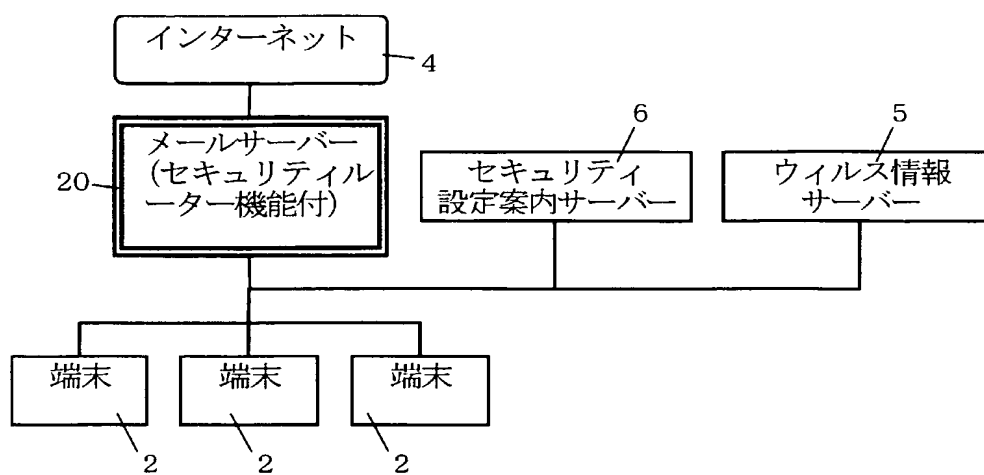 インターネット
4
メールサーバー
(セキュリティル
ーター機能付)
20
6
セキュリティ
設定案内サーバー
5
ウィルス情報
サーバー
端末
端末
端末
2
2
2